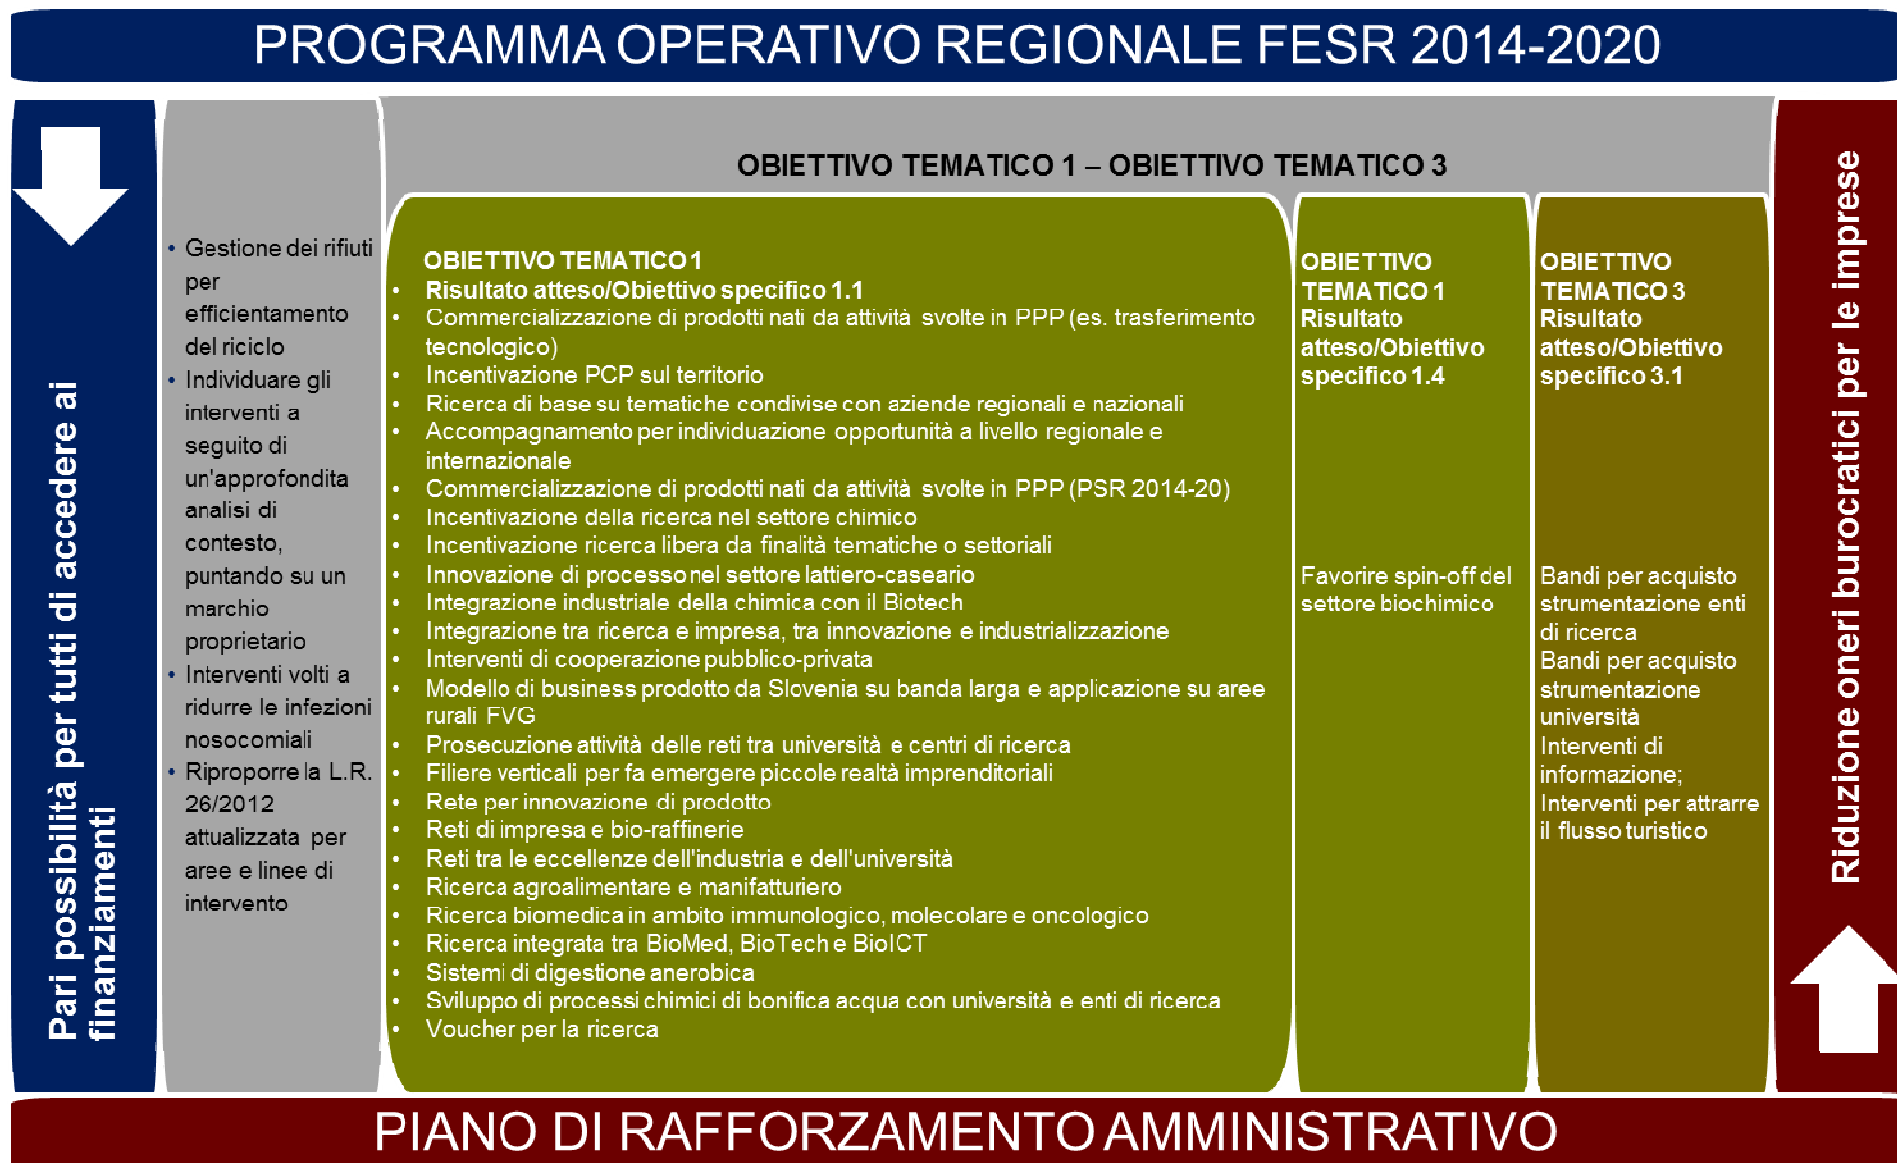 PROGRAMMA OPERATIVO REGIONALE FESR 2014-2020
Pari possibilità per tutti di accedere ai
finanziamenti
• Gestione dei rifiuti
per
efficientamento
del riciclo
• Individuare gli
interventi a
seguito di
un'approfondita
analisi di
contesto,
puntando su un
marchio
proprietario
• Interventi volti a
ridurre le infezioni
nosocomiali
• Riproporre la L.R.
26/2012
attualizzata per
aree e linee di
intervento
OBIETTIVO TEMATICO 1 – OBIETTIVO TEMATICO 3
OBIETTIVO TEMATICO 1
• Risultato atteso/Obiettivo specifico 1.1
• Commercializzazione di prodotti nati da attività svolte in PPP (es. trasferimento
tecnologico)
• Incentivazione PCP sul territorio
• Ricerca di base su tematiche condivise con aziende regionali e nazionali
• Accompagnamento per individuazione opportunità a livello regionale e
internazionale
• Commercializzazione di prodotti nati da attività svolte in PPP (PSR 2014-20)
• Incentivazione della ricerca nel settore chimico
• Incentivazione ricerca libera da finalità tematiche o settoriali
• Innovazione di processo nel settore lattiero-caseario
• Integrazione industriale della chimica con il Biotech
• Integrazione tra ricerca e impresa, tra innovazione e industrializzazione
• Interventi di cooperazione pubblico-privata
• Modello di business prodotto da Slovenia su banda larga e applicazione su aree
rurali FVG
• Prosecuzione attività delle reti tra università e centri di ricerca
• Filiere verticali per fa emergere piccole realtà imprenditoriali
• Rete per innovazione di prodotto
• Reti di impresa e bio-raffinerie
• Reti tra le eccellenze dell'industria e dell'università
• Ricerca agroalimentare e manifatturiero
• Ricerca biomedica in ambito immunologico, molecolare e oncologico
• Ricerca integrata tra BioMed, BioTech e BioICT
• Sistemi di digestione anerobica
• Sviluppo di processi chimici di bonifica acqua con università e enti di ricerca
• Voucher per la ricerca
OBIETTIVO
TEMATICO 1
Risultato
atteso/Obiettivo
specifico 1.4
Favorire spin-off del
settore biochimico
OBIETTIVO
TEMATICO 3
Risultato
atteso/Obiettivo
specifico 3.1
Bandi per acquisto
strumentazione enti
di ricerca
Bandi per acquisto
strumentazione
università
Interventi di
informazione;
Interventi per attrarre
il flusso turistico
Riduzione oneri burocratici per le imprese
PIANO DI RAFFORZAMENTO AMMINISTRATIVO